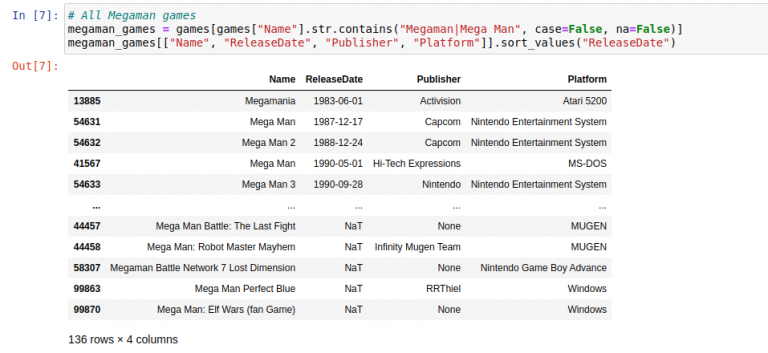 In [7]: # All Megaman games
megaman_games = games[games["Name"].str.contains("Megaman|Mega Man", case=False, na=False)]
megaman_games[["Name", "ReleaseDate", "Publisher", "Platform"]].sort_values("ReleaseDate")
Out[7]:
Name ReleaseDate Publisher Platform
13885 Megamania 1983-06-01 Activision Atari 5200
54631 Mega Man 1987-12-17 Capcom Nintendo Entertainment System
54632 Mega Man 2 1988-12-24 Capcom Nintendo Entertainment System
41567 Mega Man 1990-05-01 Hi-Tech Expressions MS-DOS
54633 Mega Man 3 1990-09-28 Nintendo Nintendo Entertainment System
... ... ... ... ...
44457 Mega Man Battle: The Last Fight NaT None MUGEN
44458 Mega Man: Robot Master Mayhem NaT Infinity Mugen Team MUGEN
58307 Megaman Battle Network 7 Lost Dimension NaT None Nintendo Game Boy Advance
99863 Mega Man Perfect Blue NaT RRThiel Windows
99870 Mega Man: Elf Wars (fan Game) NaT None Windows
136 rows × 4 columns